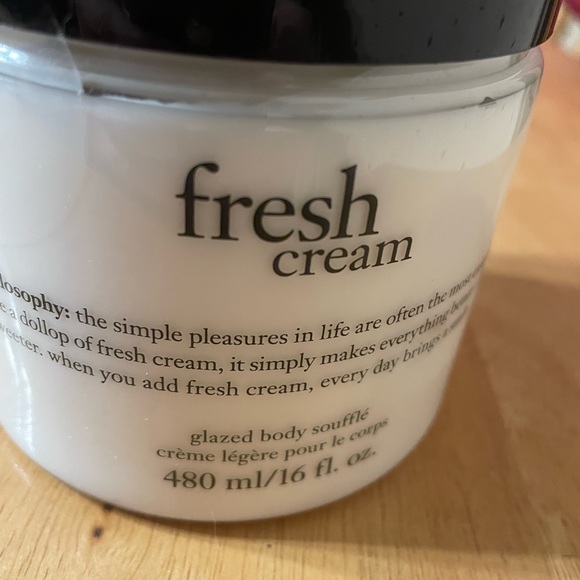 fresh
cream
losophy: the simple pleasures in life are often the most
e a dollop of fresh cream, it simply makes everything
weeter. when you add fresh cream, every day brings a
glazed body soufflé
crème légère pour le corps
480 ml/16 fl. oz.